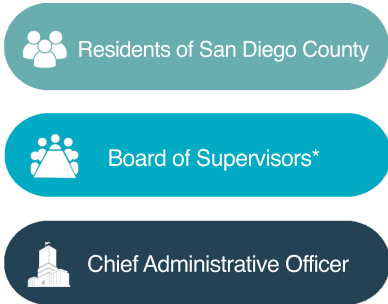 Residents of San Diego County
Board of Supervisors*
Chief Administrative Officer